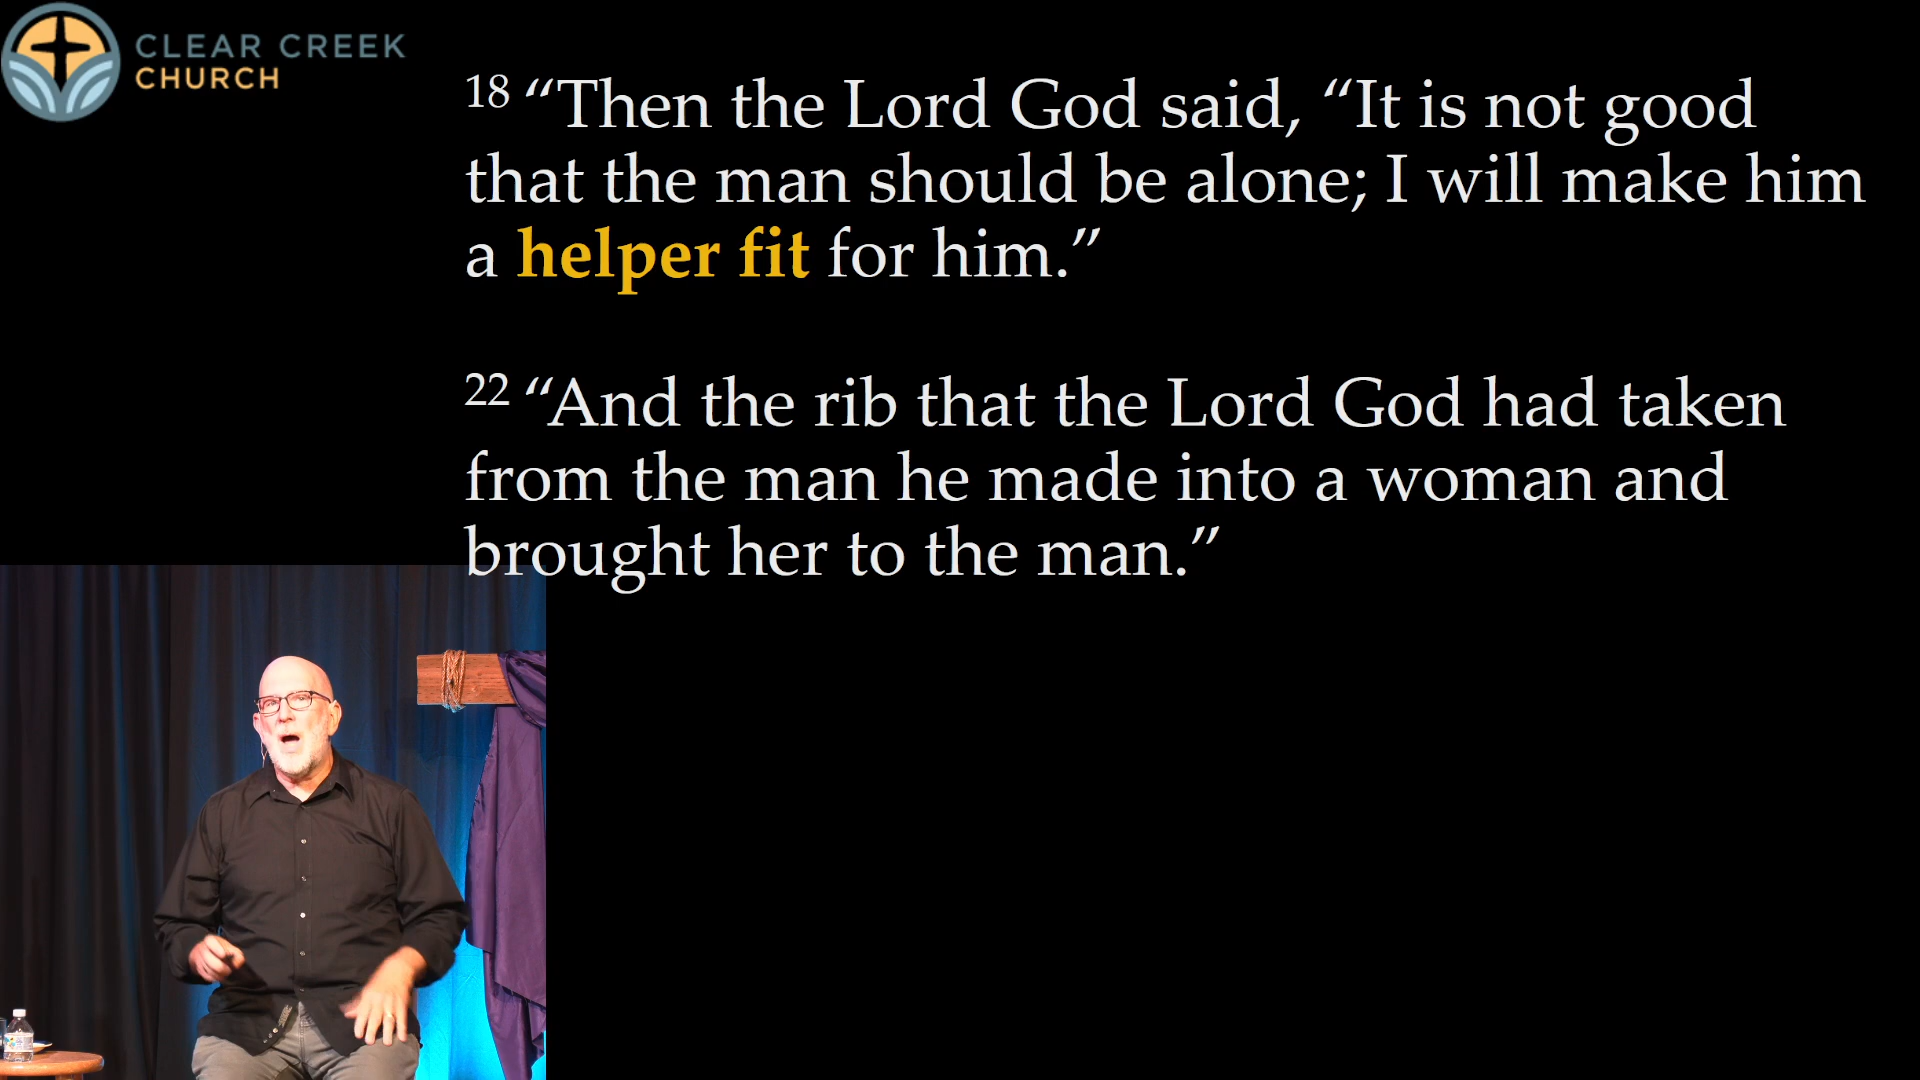 CLEAR CREEK
CHURCH
18 “Then the Lord God said, “It is not good
that the man should be alone; I will make him
a helper fit for him.”
22 “And the rib that the Lord God had taken
from the man he made into a woman and
brought her to the man.”